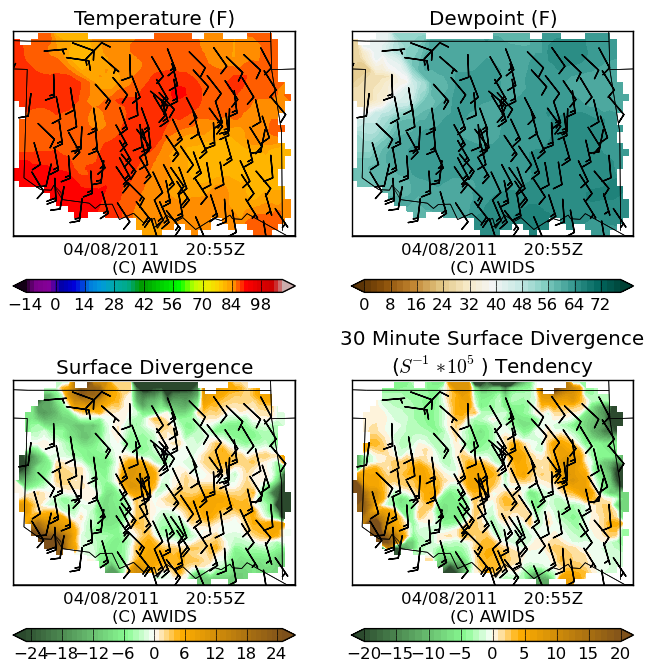 Temperature (F)
Dewpoint (F)
04/08/2011 20:55Z
(C) AWIDS
04/08/2011 20:55Z
(C) AWIDS
−14 0 14 28 42 56 70 84 98
0 8 16 24 32 40 48 56 64 72
Surface Divergence
30 Minute Surface Divergence
(S⁻¹ *10⁵ ) Tendency
04/08/2011 20:55Z
(C) AWIDS
04/08/2011 20:55Z
(C) AWIDS
−24 −18 −12 −6 0 6 12 18 24
−20 −15 −10 −5 0 5 10 15 20